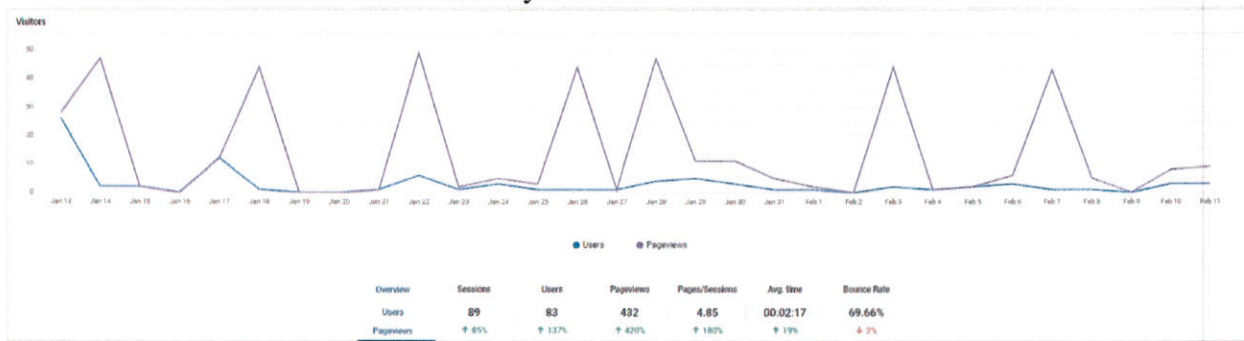 Visitors
50
40
30
20
10
0
Jan 13 Jan 14 Jan 15 Jan 16 Jan 17 Jan 18 Jan 19 Jan 20 Jan 21 Jan 22 Jan 23 Jan 24 Jan 25 Jan 26 Jan 27 Jan 28 Jan 29 Jan 30 Jan 31 Feb 1 Feb 2 Feb 3 Feb 4 Feb 5 Feb 6 Feb 7 Feb 8 Feb 9 Feb 10 Feb 11
Users Pageviews
Overview Sessions Users Pageviews Pages/Sessions Avg. time Bounce Rate
Users 89 83 432 4.85 00:02:17 69.66%
Pageviews ↑ 85% ↑ 137% ↑ 420% ↑ 180% ↑ 19% ↓ 2%